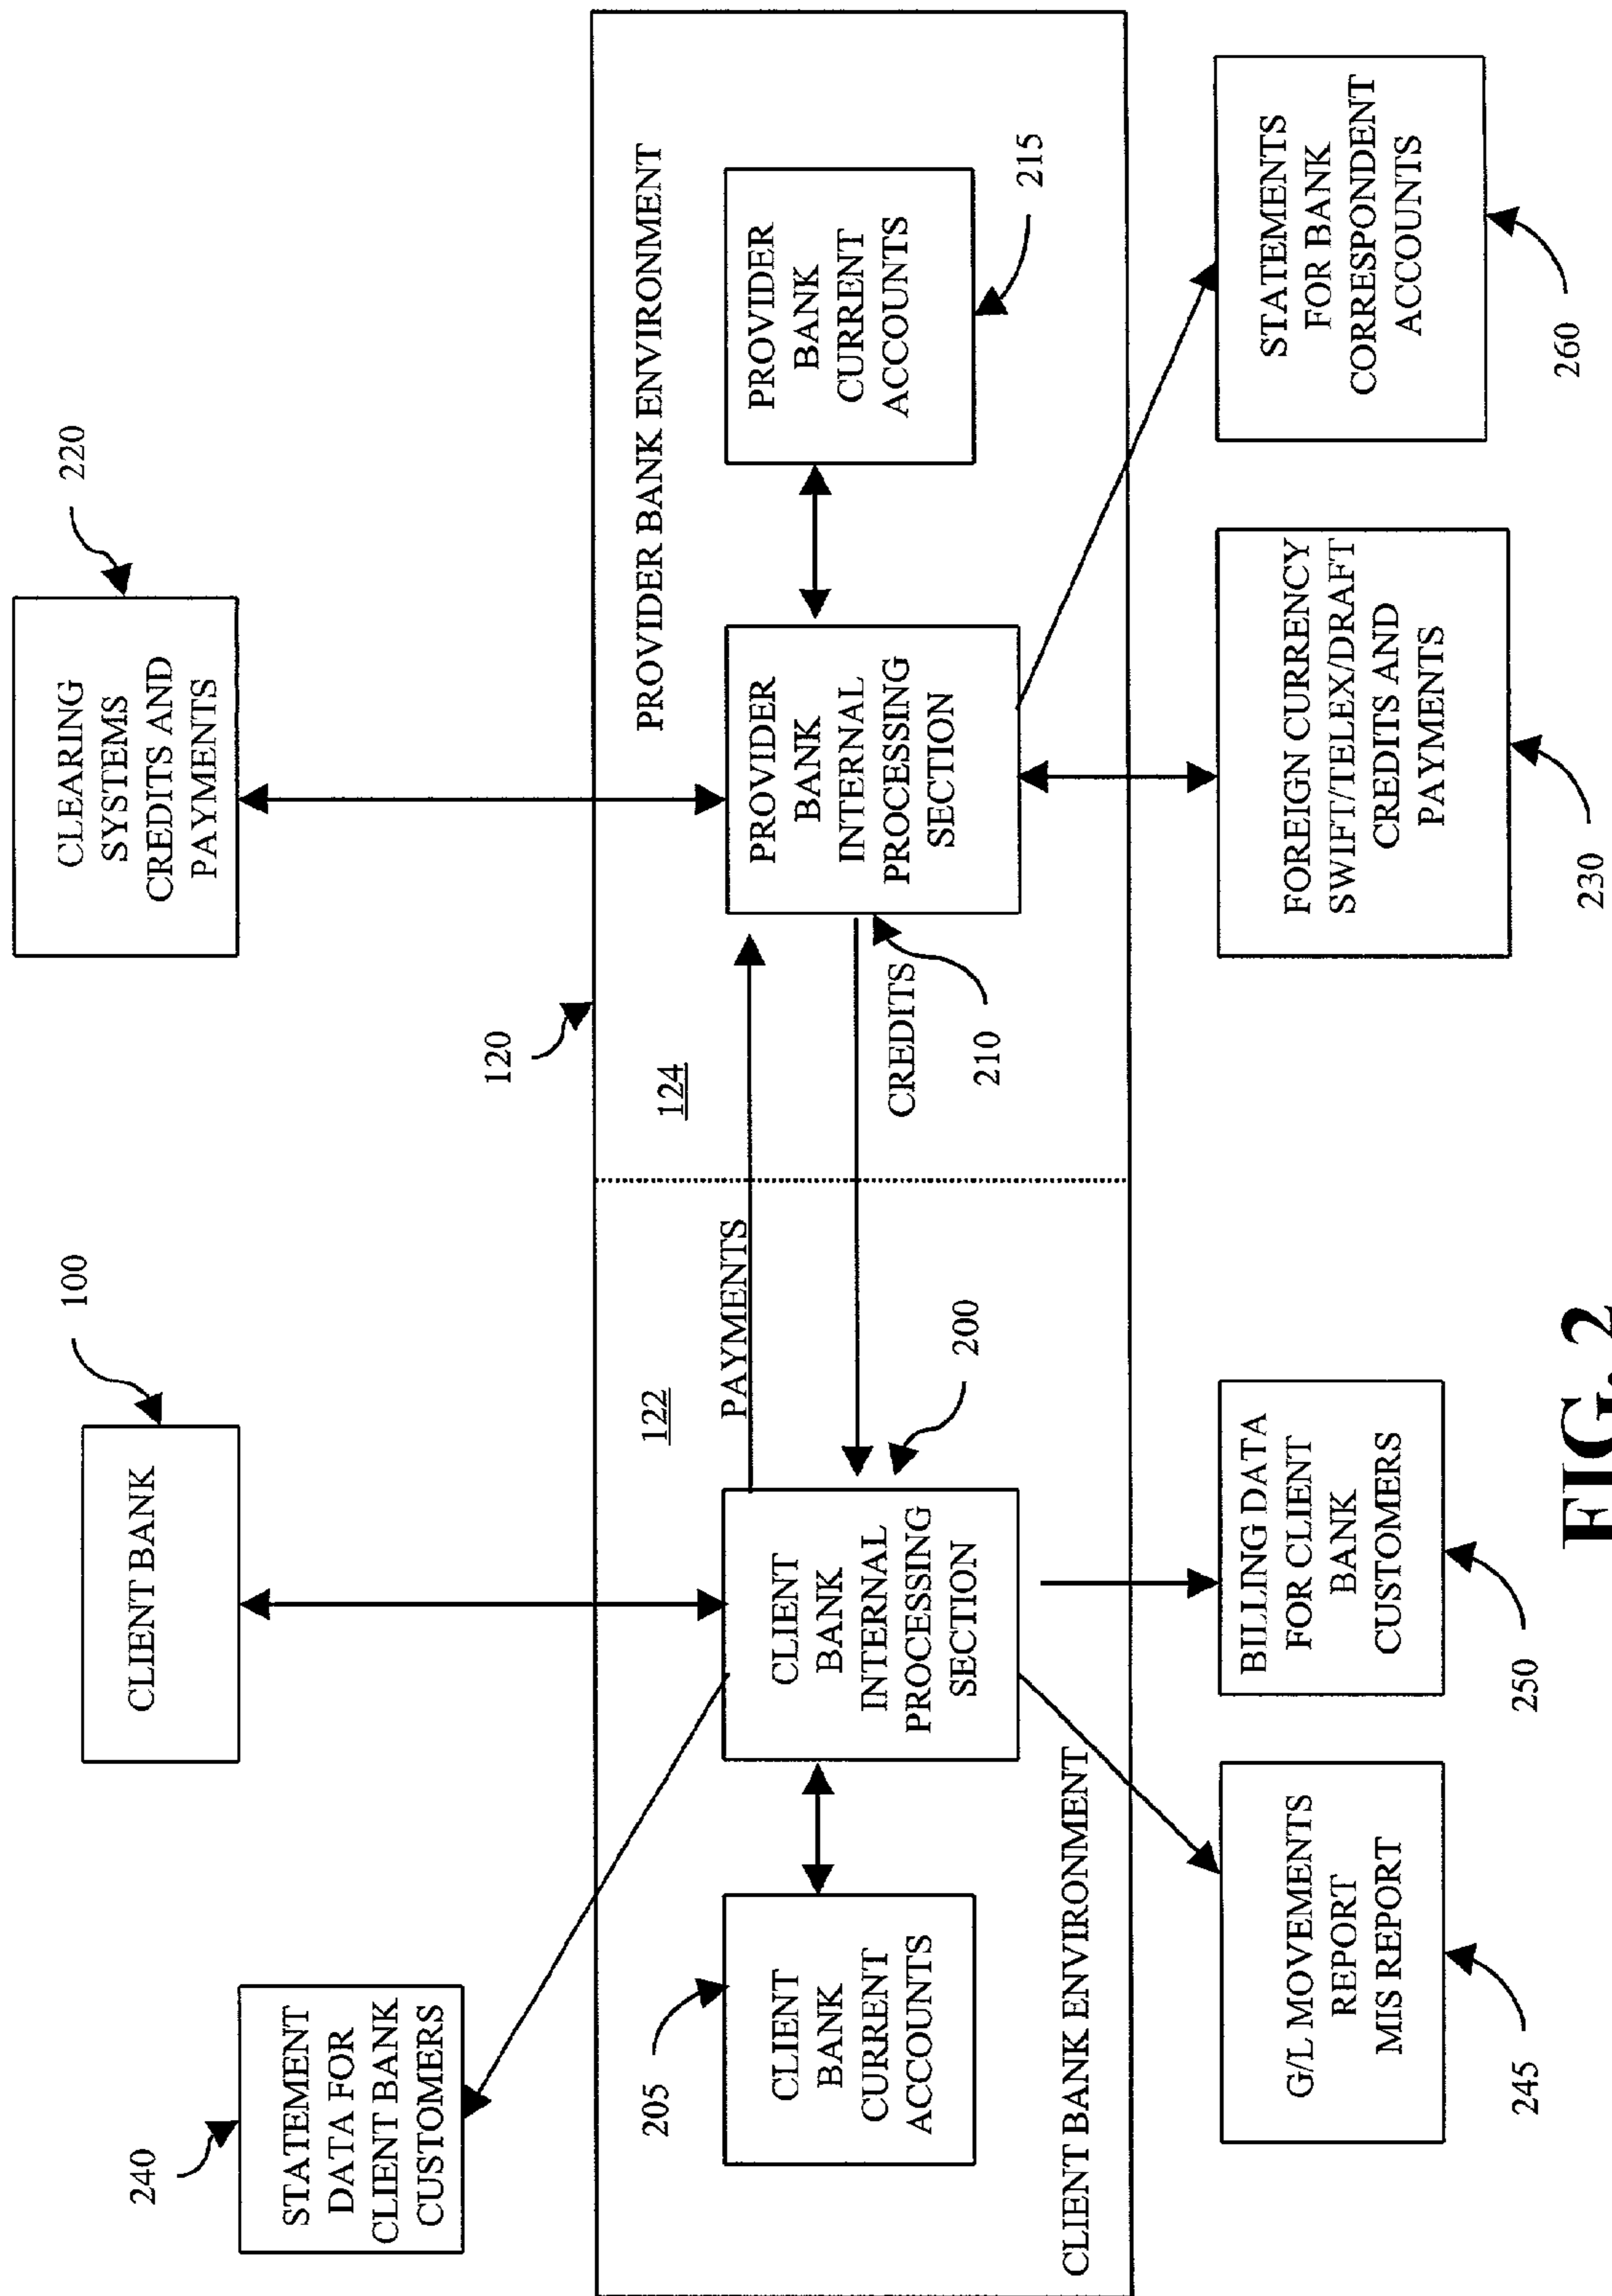 240
STATEMENT
DATA FOR
CLIENT BANK
CUSTOMERS
CLIENT BANK
100
CLEARING
SYSTEMS
CREDITS AND
PAYMENTS
220
120
205
CLIENT
BANK
CURRENT
ACCOUNTS
CLIENT BANK ENVIRONMENT
CLIENT
BANK
INTERNAL
PROCESSING
SECTION
122
PAYMENTS
200
124
CREDITS
210
PROVIDER BANK ENVIRONMENT
PROVIDER
BANK
INTERNAL
PROCESSING
SECTION
PROVIDER
BANK
CURRENT
ACCOUNTS
215
G/L MOVEMENTS
REPORT
MIS REPORT
245
BILLING DATA
FOR CLIENT
BANK
CUSTOMERS
250
FOREIGN CURRENCY
SWIFT/TELEX/DRAFT
CREDITS AND
PAYMENTS
230
STATEMENTS
FOR BANK
CORRESPONDENT
ACCOUNTS
260
FIG. 2